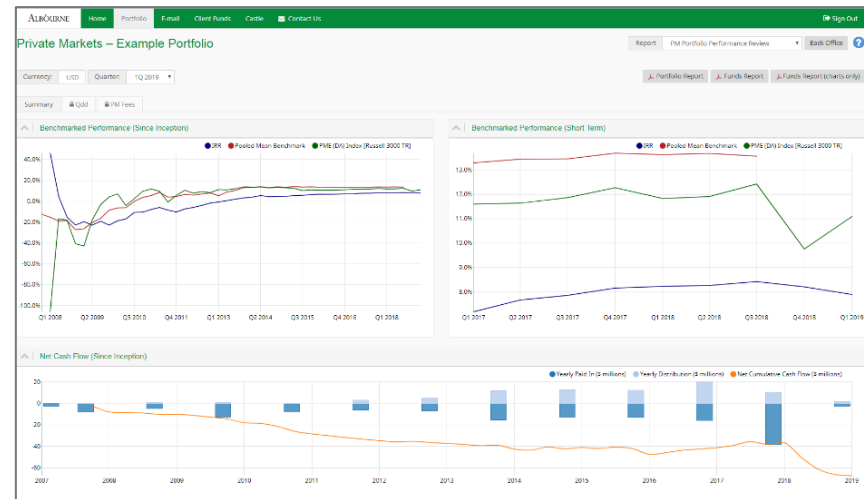 ALBOURNE Home Portfolio E-mail Client Funds Castle Contact Us Sign Out
Private Markets – Example Portfolio
Report PM Portfolio Performance Review Back Office ?
Currency: USD Quarter: 1Q 2019 Portfolio Report Funds Report Funds Report (charts only)
Summary Qdd PM Fees
Benchmarked Performance (Since Inception)
IRR Pooled Mean Benchmark PME (DA) Index [Russell 3000 TR]
40.0%
20.0%
0.0%
20.0%
-40.0%
-60.0%
-80.0%
-100.0%
Q1 2008 Q2 2009 Q3 2010 Q4 2011 Q1 2013 Q2 2014 Q3 2015 Q4 2016 Q1 2018
Benchmarked Performance (Short Term)
IRR Pooled Mean Benchmark PME (DA) Index [Russell 3000 TR]
13.0%
12.0%
11.0%
10.0%
9.0%
8.0%
Q1 2017 Q2 2017 Q3 2017 Q4 2017 Q1 2018 Q2 2018 Q3 2018 Q4 2018 Q1 2019
Net Cash Flow (Since Inception)
Yearly Paid In ($ millions) Yearly Distribution ($ millions) Net Cumulative Cash Flow ($ millions)
20
0
-20
-40
-60
2007 2008 2009 2010 2011 2012 2013 2014 2015 2016 2017 2018 2019